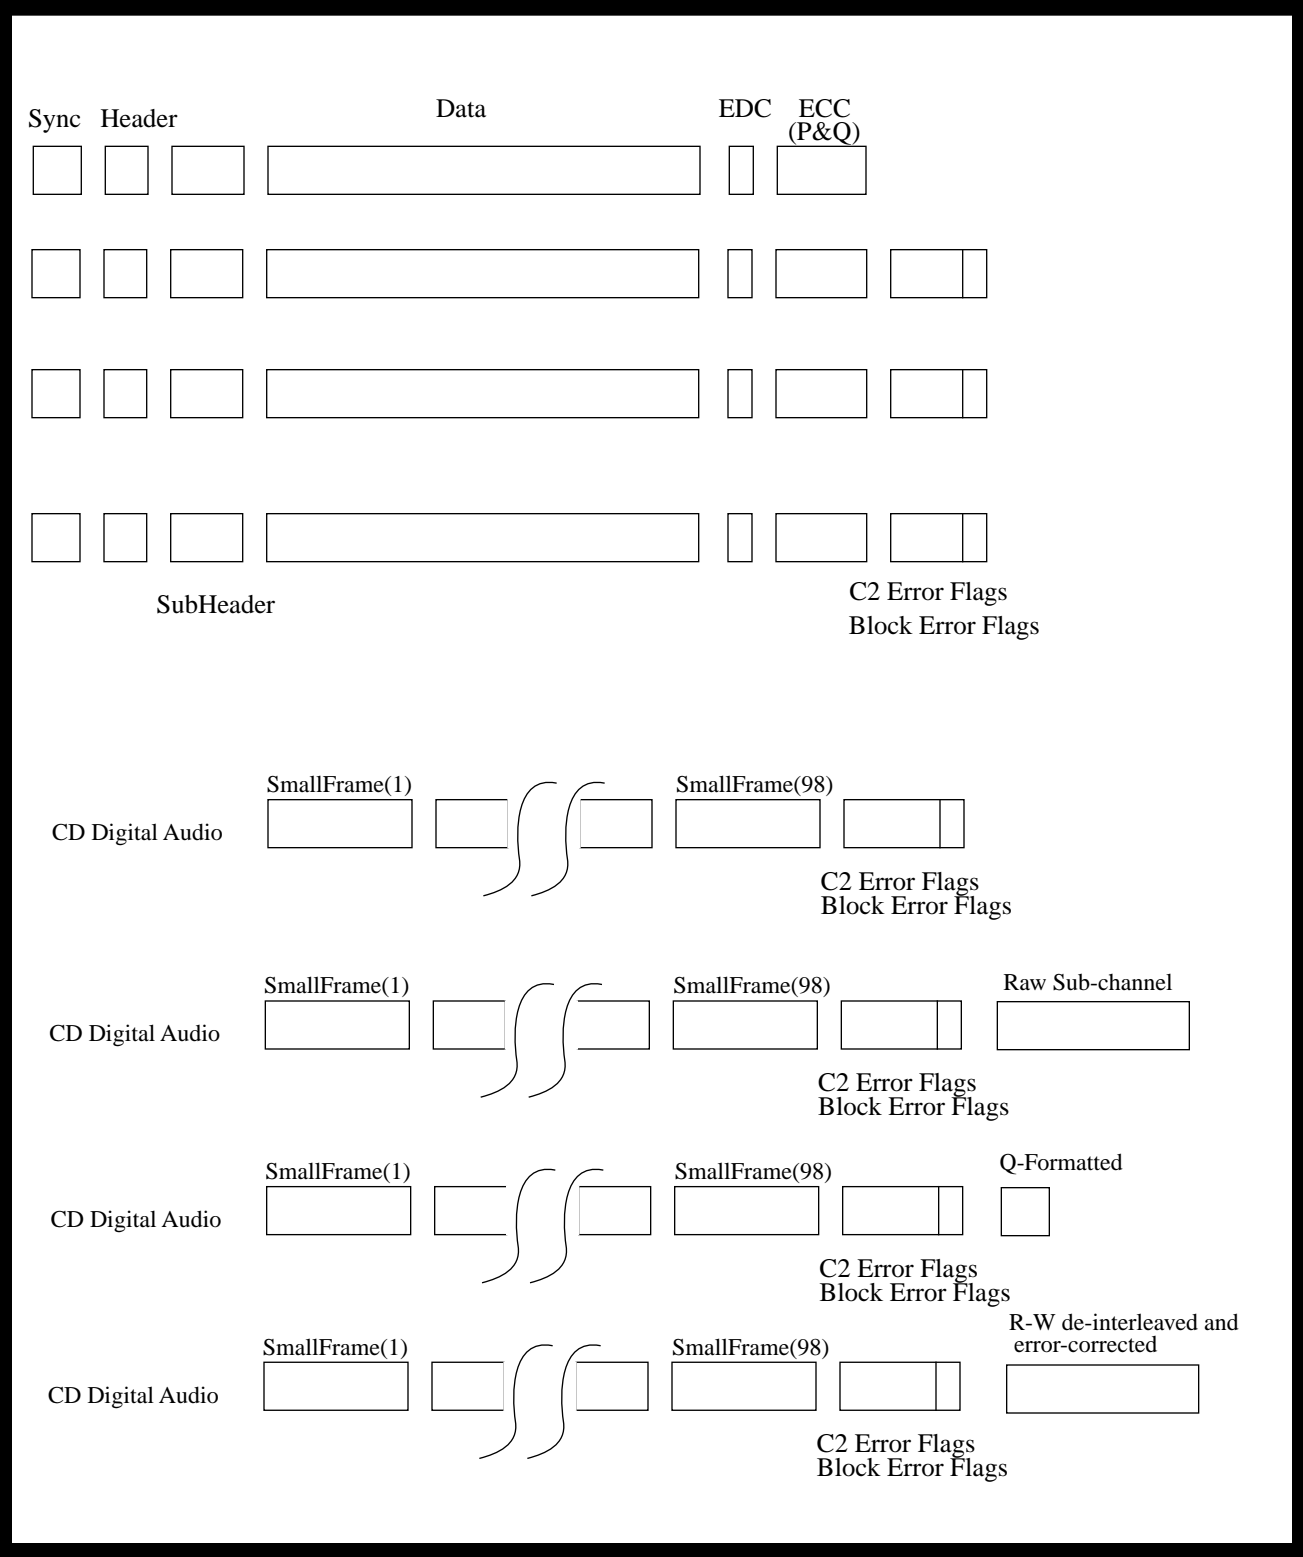 Sync Header Data EDC ECC
(P&Q)
SubHeader
C2 Error Flags
Block Error Flags
SmallFrame(1) SmallFrame(98)
CD Digital Audio
C2 Error Flags
Block Error Flags
SmallFrame(1) SmallFrame(98) Raw Sub-channel
CD Digital Audio
C2 Error Flags
Block Error Flags
Q-Formatted
SmallFrame(1) SmallFrame(98)
CD Digital Audio
C2 Error Flags
Block Error Flags
R-W de-interleaved and
error-corrected
SmallFrame(1) SmallFrame(98)
CD Digital Audio
C2 Error Flags
Block Error Flags